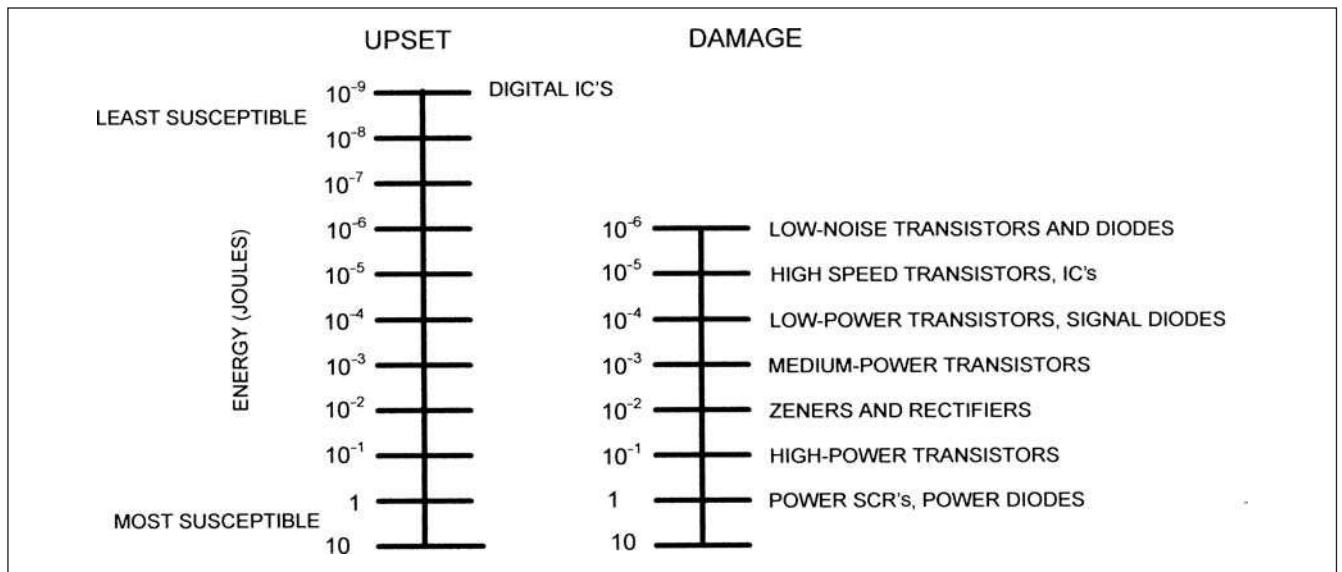 UPSET DAMAGE
10⁻⁹ DIGITAL IC'S
LEAST SUSCEPTIBLE
10⁻⁸
10⁻⁷
10⁻⁶ 10⁻⁶ LOW-NOISE TRANSISTORS AND DIODES
10⁻⁵ 10⁻⁵ HIGH SPEED TRANSISTORS, IC's
10⁻⁴ 10⁻⁴ LOW-POWER TRANSISTORS, SIGNAL DIODES
ENERGY (JOULES)
10⁻³ 10⁻³ MEDIUM-POWER TRANSISTORS
10⁻² 10⁻² ZENERS AND RECTIFIERS
10⁻¹ 10⁻¹ HIGH-POWER TRANSISTORS
1 1 POWER SCR's, POWER DIODES
MOST SUSCEPTIBLE
10 10